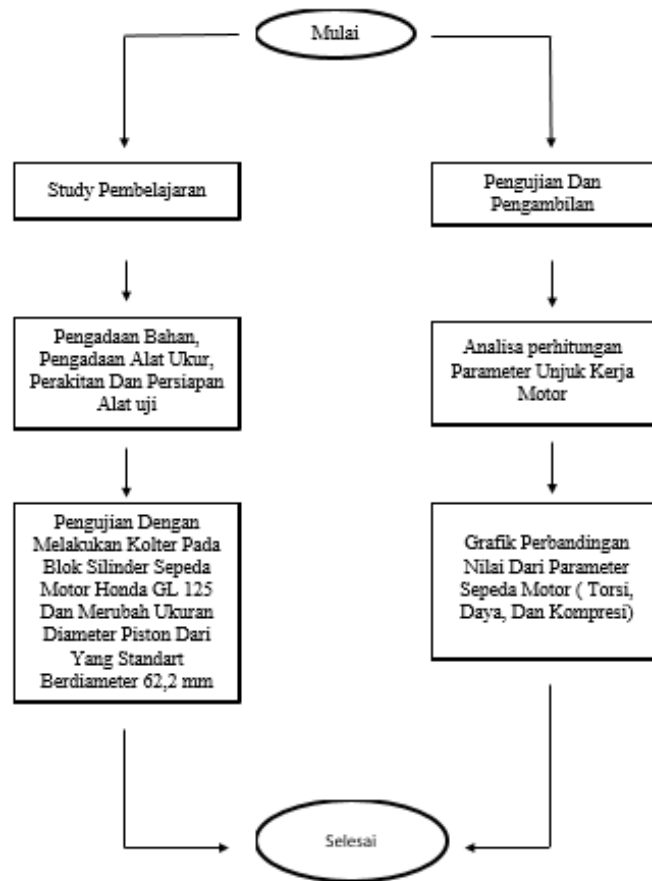 Mulai
Study Pembelajaran
Pengadaan Bahan,
Pengadaan Alat Ukur,
Perakitan Dan Persiapan
Alat uji
Pengujian Dengan
Melakukan Kolter Pada
Blok Silinder Sepeda
Motor Honda GL 125
Dan Merubah Ukuran
Diameter Piston Dari
Yang Standart
Berdiameter 62,2 mm
Pengujian Dan
Pengambilan
Analisa perhitungan
Parameter Unjuk Kerja
Motor
Grafik Perbandingan
Nilai Dari Parameter
Sepeda Motor ( Torsi,
Daya, Dan Kompresi)
Selesai